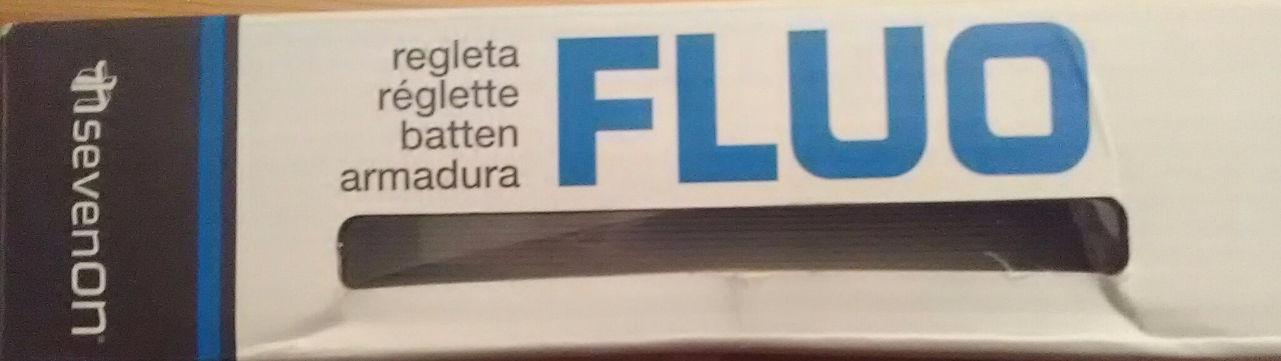 sevenon
regleta
réglette
batten
armadura
FLUO